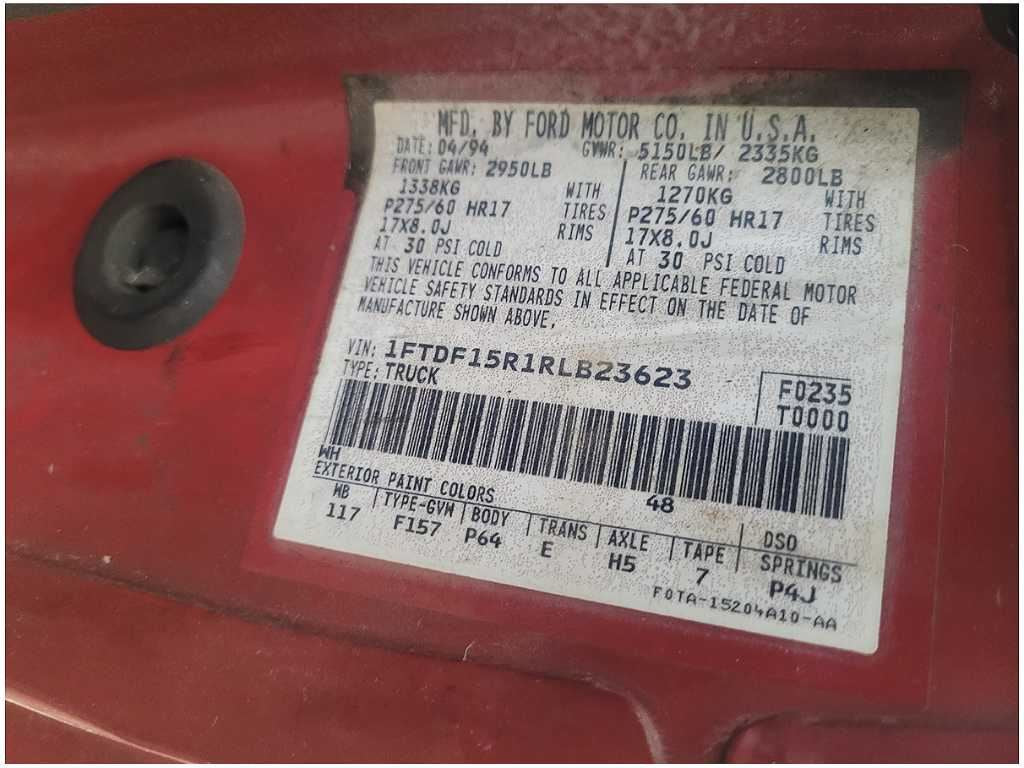 MFD. BY FORD MOTOR CO. IN U.S.A.
DATE: 04/94 GVWR: 5150LB/ 2335KG
FRONT GAWR: 2950LB REAR GAWR: 2800LB
1338KG WITH 1270KG WITH
P275/60 HR17 TIRES P275/60 HR17 TIRES
17X8.0J RIMS 17X8.0J RIMS
AT 30 PSI COLD AT 30 PSI COLD
THIS VEHICLE CONFORMS TO ALL APPLICABLE FEDERAL MOTOR
VEHICLE SAFETY STANDARDS IN EFFECT ON THE DATE OF
MANUFACTURE SHOWN ABOVE.
VIN: 1FTDF15R1RLB23623
TYPE: TRUCK
F0235
T0000
WH 48
EXTERIOR PAINT COLORS DSO
WB TYPE-GVW BODY TRANS AXLE TAPE SPRINGS
117 F157 P64 E H5 7 P4J
F0TA-15204A10-AA